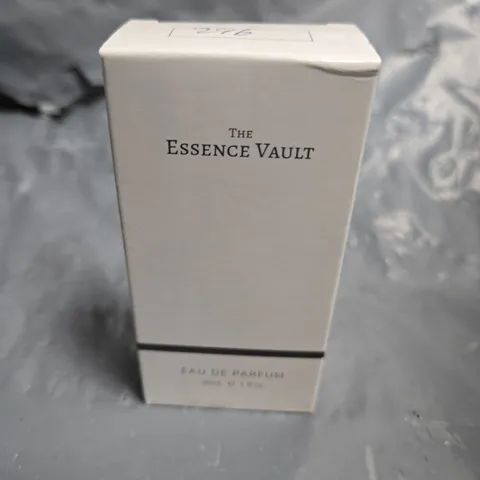 THE
ESSENCE VAULT
EAU DE PARFUM